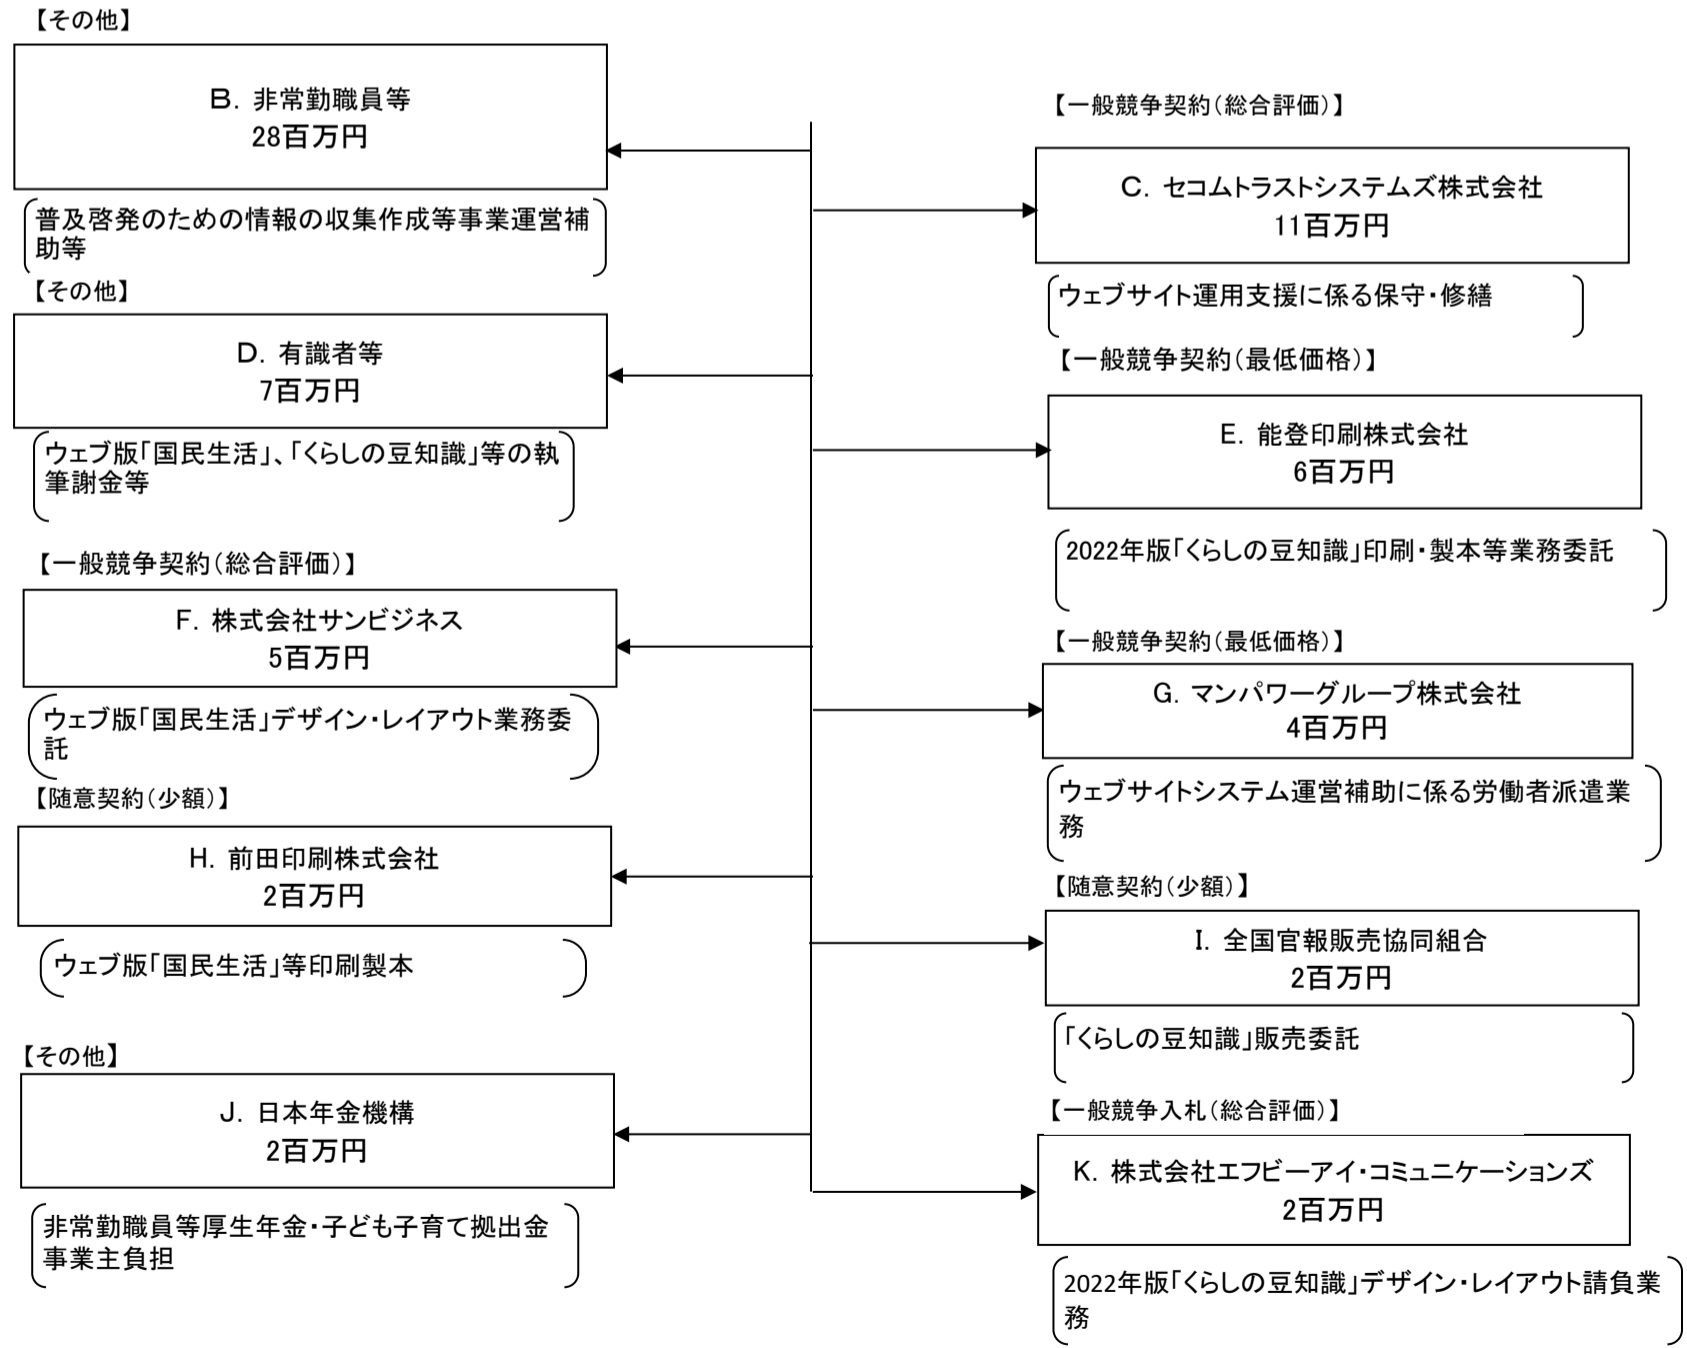 【その他】
B. 非常勤職員等
28百万円
普及啓発のための情報の収集作成等事業運営補
助等
【一般競争契約(総合評価)】
C. セコムトラストシステムズ株式会社
11百万円
ウェブサイト運用支援に係る保守・修繕
【その他】
D. 有識者等
7百万円
ウェブ版「国民生活」、「くらしの豆知識」等の執
筆謝金等
【一般競争契約(最低価格)】
E. 能登印刷株式会社
6百万円
2022年版「くらしの豆知識」印刷・製本等業務委託
【一般競争契約(総合評価)】
F. 株式会社サンビジネス
5百万円
ウェブ版「国民生活」デザイン・レイアウト業務委
託
【一般競争契約(最低価格)】
G. マンパワーグループ株式会社
4百万円
ウェブサイトシステム運営補助に係る労働者派遣業
務
【随意契約(少額)】
H. 前田印刷株式会社
2百万円
ウェブ版「国民生活」等印刷製本
【随意契約(少額)】
I. 全国官報販売協同組合
2百万円
「くらしの豆知識」販売委託
【その他】
J. 日本年金機構
2百万円
非常勤職員等厚生年金・子ども子育て拠出金
事業主負担
【一般競争入札(総合評価)】
K. 株式会社エフビーアイ・コミュニケーションズ
2百万円
2022年版「くらしの豆知識」デザイン・レイアウト請負業
務